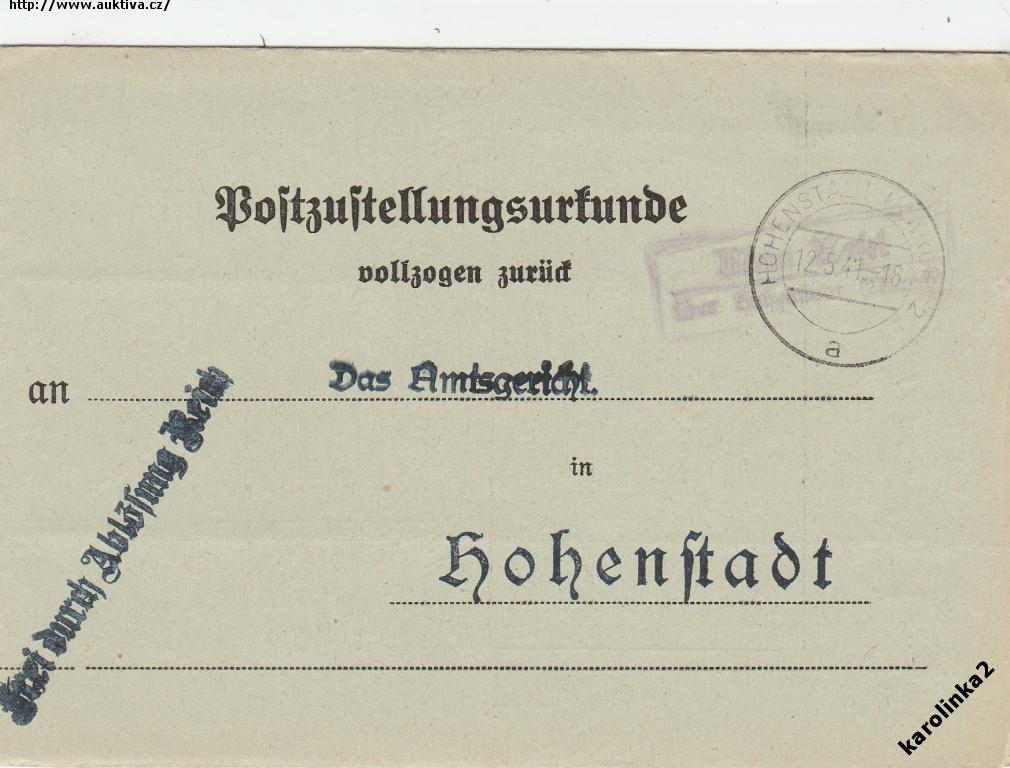 http://www.auktiva.cz/
Postzustellungsurkunde
vollzogen zurück
HOHENSTADT
12.5.41-16
a
an Das Amtsgericht.
in
Hohenstadt
Frei durch Ablösung Reich
karolinka2